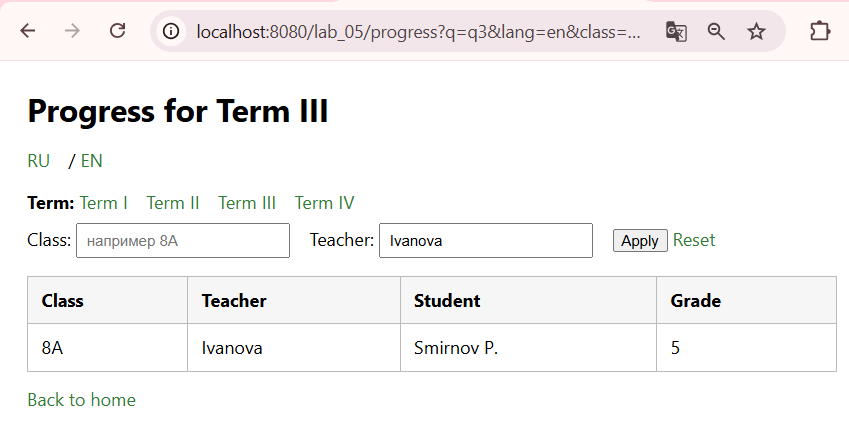 localhost:8080/lab_05/progress?q=q3&lang=en&class=...
Progress for Term III
RU / EN
Term: Term I Term II Term III Term IV
Class: например 8A Teacher: Ivanova Apply Reset
Class Teacher Student Grade
8A Ivanova Smirnov P. 5
Back to home